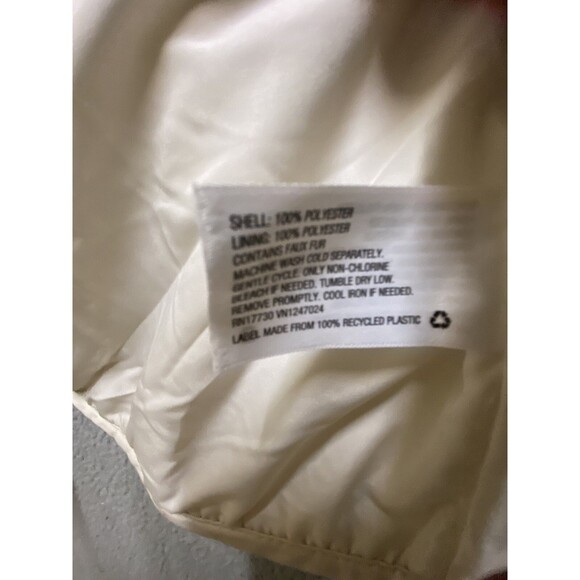 SHELL: 100% POLYESTER
LINING: 100% POLYESTER
CONTAINS FAUX FUR
MACHINE WASH COLD SEPARATELY.
GENTLE CYCLE. ONLY NON-CHLORINE
BLEACH IF NEEDED. TUMBLE DRY LOW.
REMOVE PROMPTLY. COOL IRON IF NEEDED.
RN17730 VN1247024
LABEL MADE FROM 100% RECYCLED PLASTIC